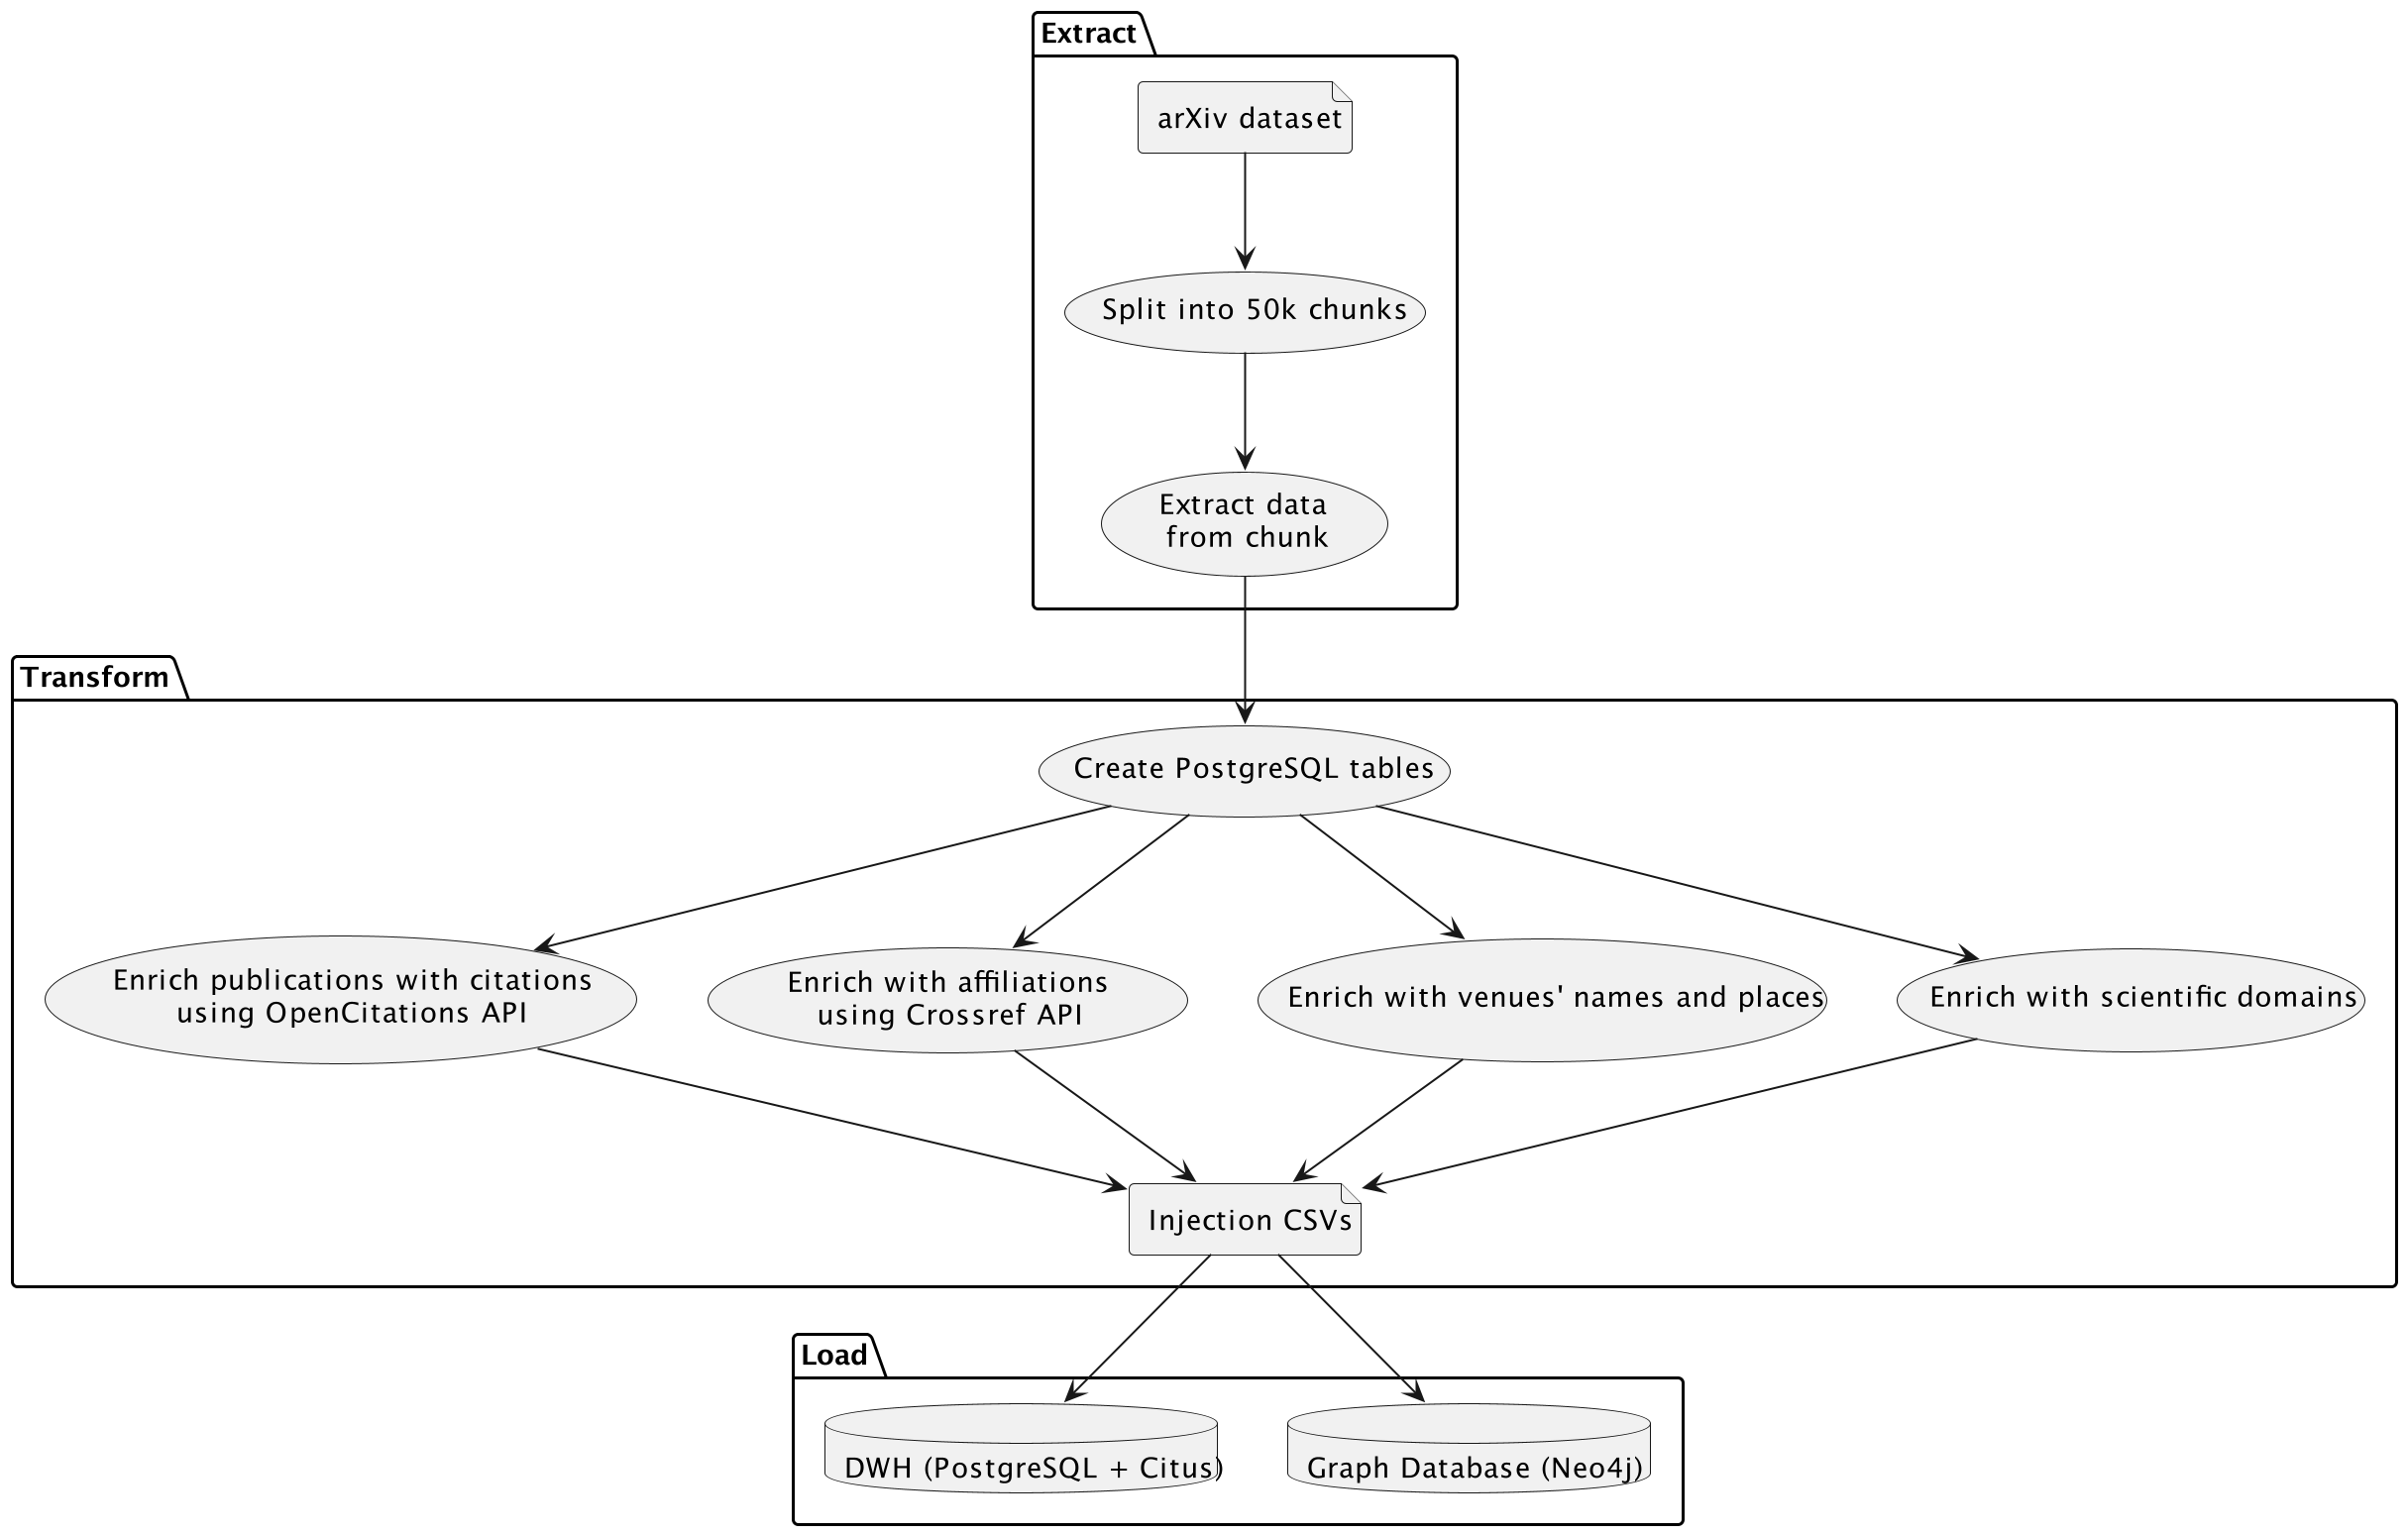 Extract
arXiv dataset
Split into 50k chunks
Extract data
from chunk
Transform
Create PostgreSQL tables
Enrich publications with citations
using OpenCitations API
Enrich with affiliations
using Crossref API
Enrich with venues' names and places
Enrich with scientific domains
Injection CSVs
Load
DWH (PostgreSQL + Citus)
Graph Database (Neo4j)